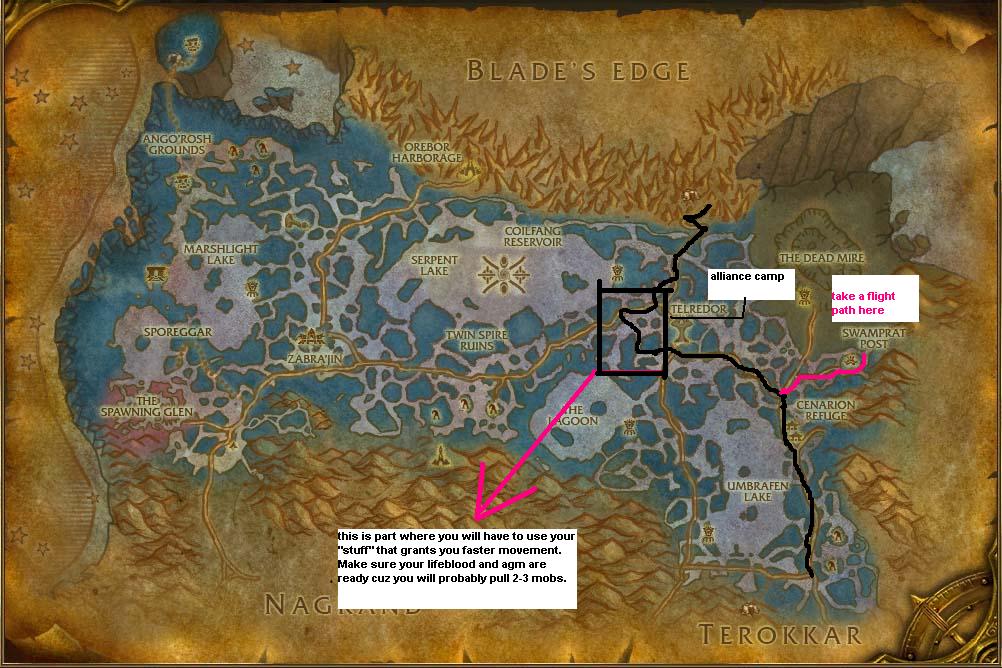 BLADE'S EDGE
ANGO'ROSH
GROUNDS
OREBOR
HARBORAGE
COILFANG
RESERVOIR
MARSHLIGHT
LAKE
SERPENT
LAKE
THE DEAD MIRE
alliance camp
take a flight
path here
TELREDOR
SWAMPRAT
POST
SPOREGGAR
TWIN SPIRE
RUINS
ZABRA'JIN
THE
SPAWNING GLEN
THE
LAGOON
CENARION
REFUGE
UMBRAFEN
LAKE
this is part where you will have to use your
"stuff" that grants you faster movement.
Make sure your lifeblood and agm are
ready cuz you will probably pull 2-3 mobs.
NAGRAND
TEROKKAR